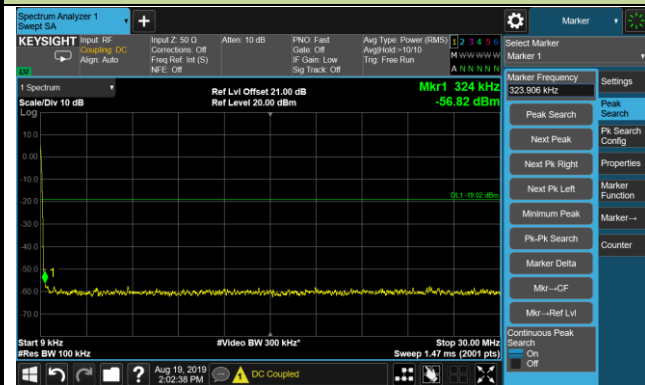 Spectrum Analyzer 1
Swept SA
+
Marker
KEYSIGHT
Input: RF
Coupling: DC
Align: Auto
Input Z: 50 Ω
Corrections: Off
Freq Ref: Int (S)
NFE: Off
Atten: 10 dB
PNO: Fast
Gate: Off
IF Gain: Low
Sig Track: Off
Avg Type: Power (RMS)
Avg|Hold:>10/10
Trig: Free Run
1 2 3 4 5 6
M W W W W W
A N N N N N
Select Marker
Marker 1
1 Spectrum
Scale/Div 10 dB
Log
Ref Lvl Offset 21.00 dB
Ref Level 20.00 dBm
Mkr1 324 kHz
-56.82 dBm
10.0
0.00
-10.0
-20.0
-30.0
-40.0
-50.0
-60.0
-70.0
DL1 -19.02 dBm
1
Start 9 kHz
#Res BW 100 kHz
#Video BW 300 kHz*
Stop 30.00 MHz
Sweep 1.47 ms (2001 pts)
Marker Frequency
323.906 kHz
Peak Search
Next Peak
Next Pk Right
Next Pk Left
Minimum Peak
Pk-Pk Search
Marker Delta
Mkr→CF
Mkr→Ref Lvl
Continuous Peak
Search
On
Off
Settings
Peak
Search
Pk Search
Config
Properties
Marker
Function
Marker→
Counter
?
Aug 19, 2019
2:02:38 PM
DC Coupled